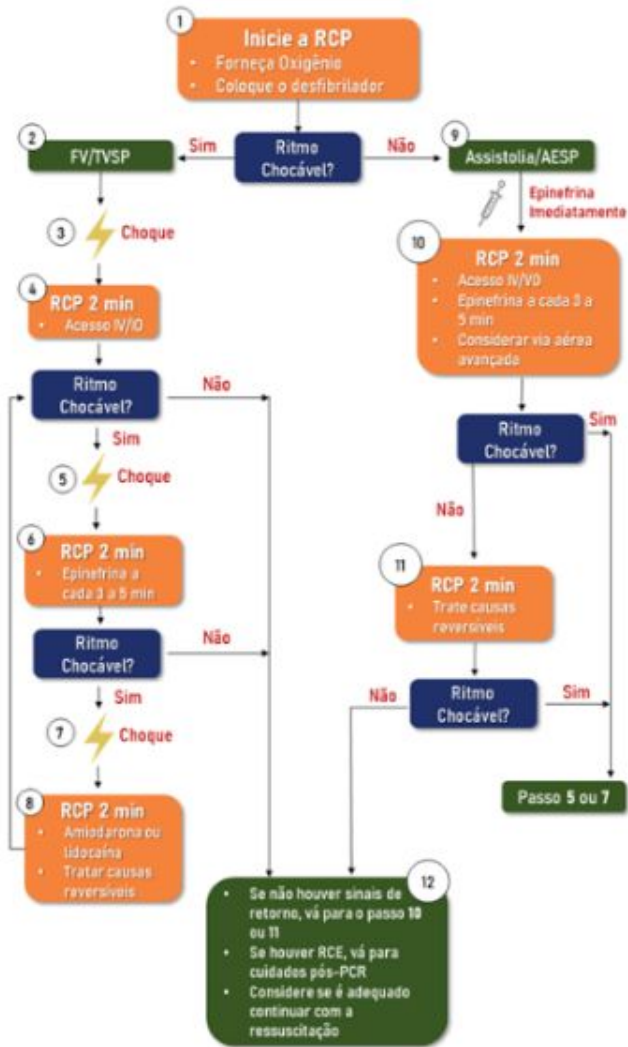 1
Inicie a RCP
• Forneça Oxigênio
• Coloque o desfibrilador
2
FV/TVSP
Sim
Ritmo
Chocável?
Não
9
Assistolia/AESP
3
Choque
Epinefrina
Imediatamente
4
RCP 2 min
• Acesso IV/IO
10
RCP 2 min
• Acesso IV/VO
• Epinefrina a cada 3 a
5 min
• Considerar via aérea
avançada
Ritmo
Chocável?
Não
Sim
5
Choque
Ritmo
Chocável?
Sim
Não
6
RCP 2 min
• Epinefrina a
cada 3 a 5 min
11
RCP 2 min
• Trate causas
reversíveis
Ritmo
Chocável?
Não
Sim
7
Choque
Não
Ritmo
Chocável?
Sim
8
RCP 2 min
• Amiodarona ou
lidocaína
• Tratar causas
reversíveis
Passo 5 ou 7
12
• Se não houver sinais de
retorno, vá para o passo 10
ou 11
• Se houver RCE, vá para
cuidados pós-PCR
• Considere se é adequado
continuar com a
ressuscitação